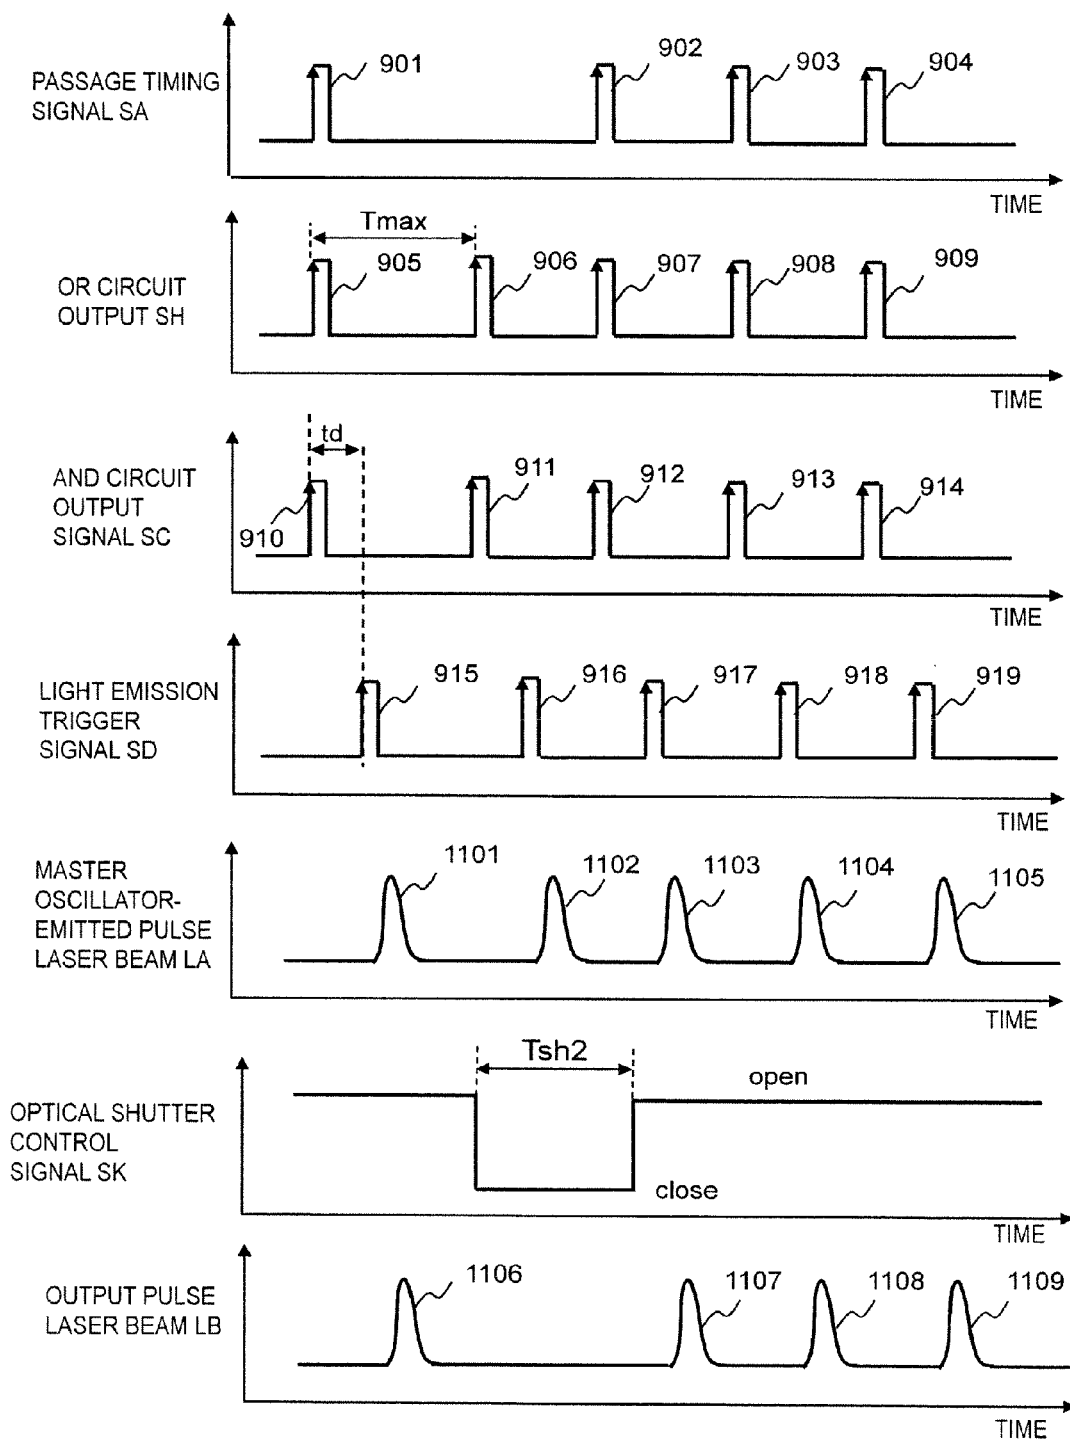 PASSAGE TIMING
SIGNAL SA
901
902
903
904
TIME
OR CIRCUIT
OUTPUT SH
Tmax
905
906
907
908
909
TIME
AND CIRCUIT
OUTPUT
SIGNAL SC
td
910
911
912
913
914
TIME
LIGHT EMISSION
TRIGGER
SIGNAL SD
915
916
917
918
919
TIME
MASTER
OSCILLATOR-
EMITTED PULSE
LASER BEAM LA
1101
1102
1103
1104
1105
TIME
OPTICAL SHUTTER
CONTROL
SIGNAL SK
Tsh2
open
close
TIME
OUTPUT PULSE
LASER BEAM LB
1106
1107
1108
1109
TIME